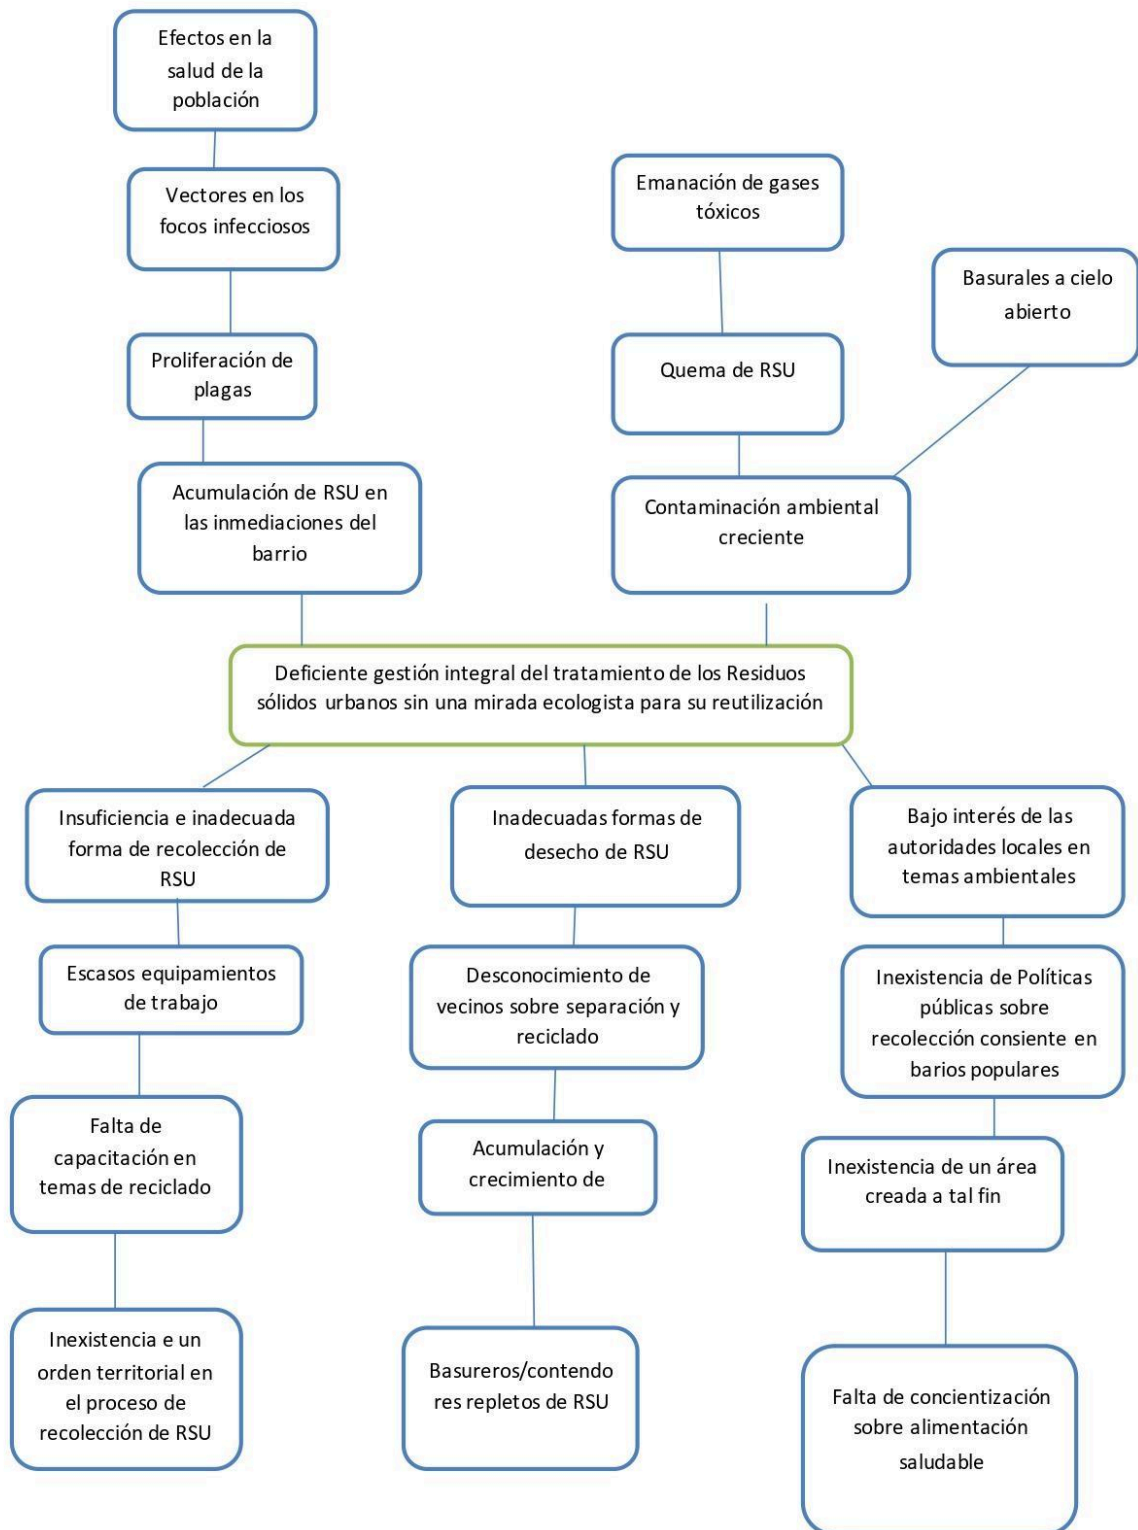 Efectos en la
salud de la
población
Vectores en los
focos infecciosos
Emanación de gases
tóxicos
Basurales a cielo
abierto
Proliferación de
plagas
Quema de RSU
Acumulación de RSU en
las inmediaciones del
barrio
Contaminación ambiental
creciente
Deficiente gestión integral del tratamiento de los Residuos
sólidos urbanos sin una mirada ecologista para su reutilización
Insuficiencia e inadecuada
forma de recolección de
RSU
Inadecuadas formas de
desecho de RSU
Bajo interés de las
autoridades locales en
temas ambientales
Escasos equipamientos
de trabajo
Desconocimiento de
vecinos sobre separación y
reciclado
Inexistencia de Políticas
públicas sobre
recolección consiente en
barios populares
Falta de
capacitación en
temas de reciclado
Acumulación y
crecimiento de
Inexistencia de un área
creada a tal fin
Inexistencia e un
orden territorial en
el proceso de
recolección de RSU
Basureros/contendo
res repletos de RSU
Falta de concientización
sobre alimentación
saludable